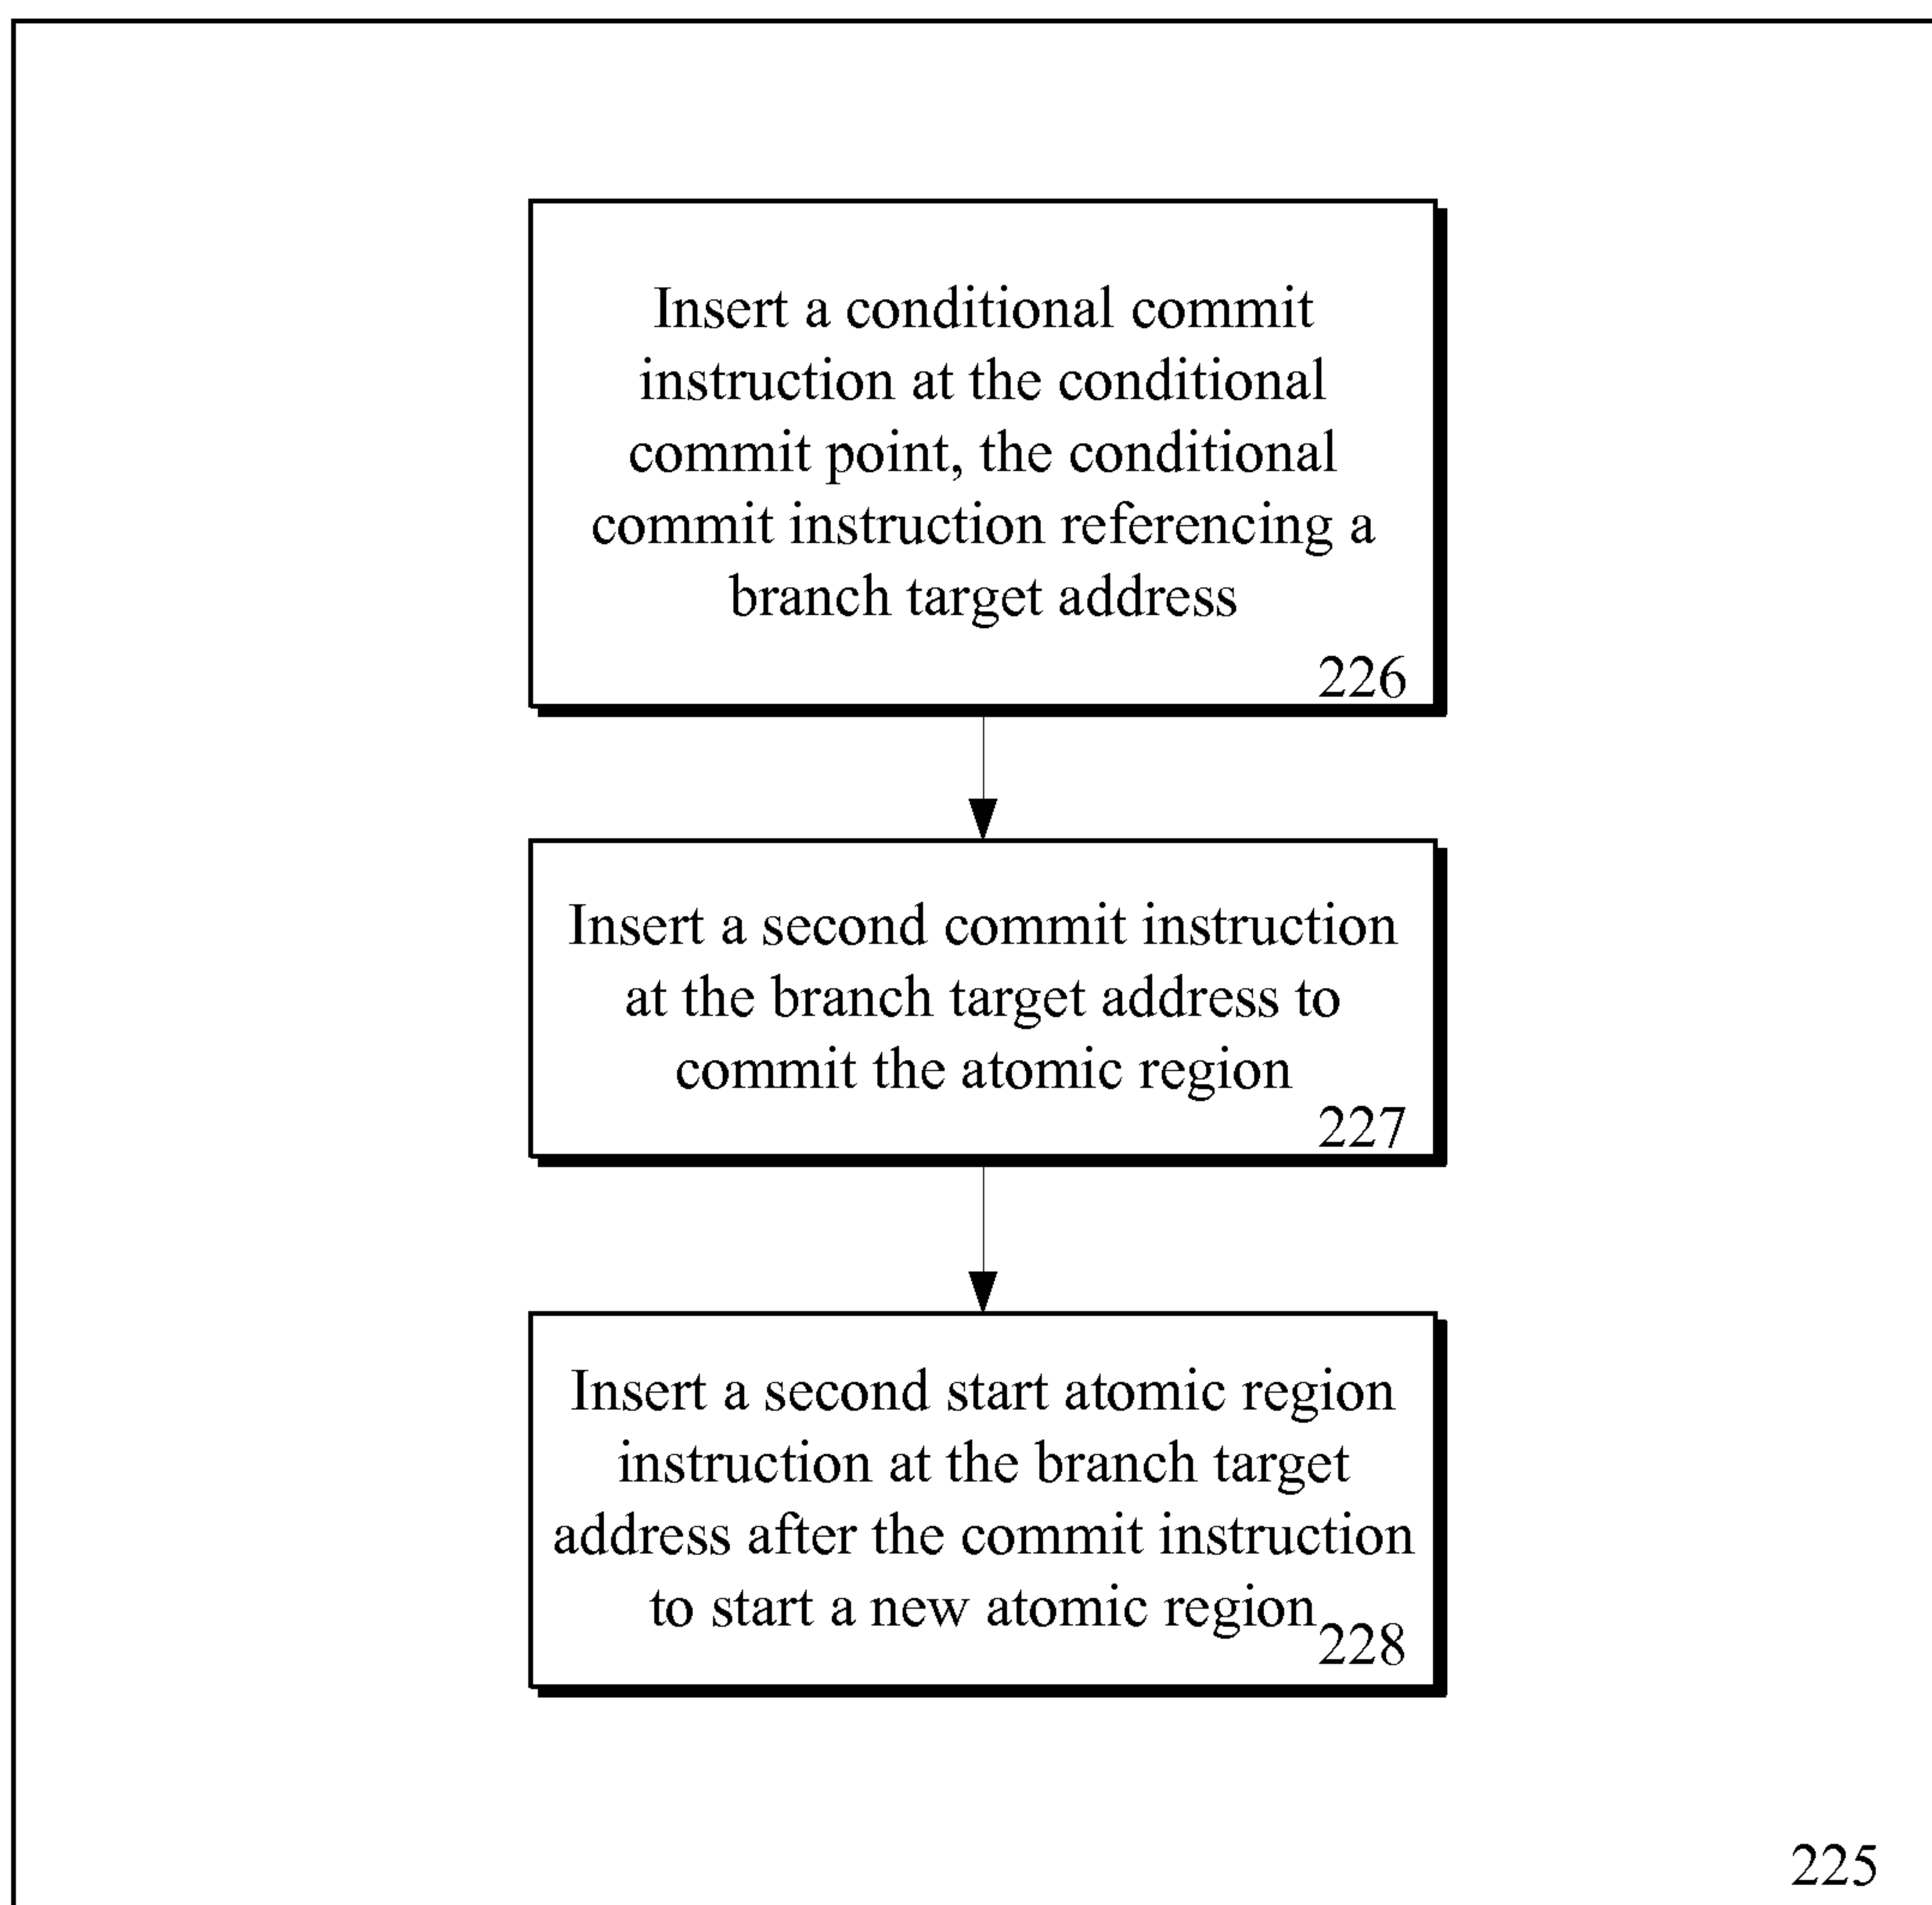 Insert a conditional commit
instruction at the conditional
commit point, the conditional
commit instruction referencing a
branch target address
226
Insert a second commit instruction
at the branch target address to
commit the atomic region
227
Insert a second start atomic region
instruction at the branch target
address after the commit instruction
to start a new atomic region
228
225